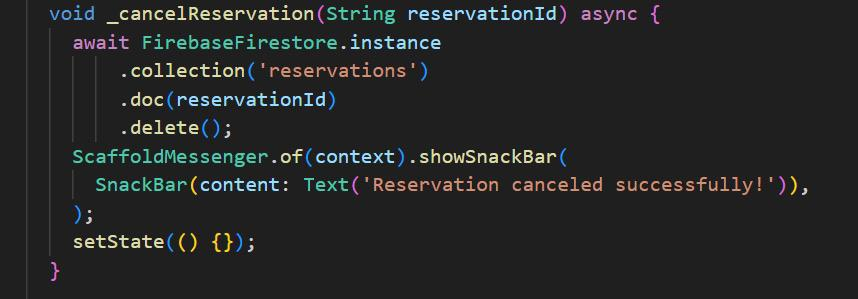 void _cancelReservation(String reservationId) async {
await FirebaseFirestore.instance
.collection('reservations')
.doc(reservationId)
.delete();
ScaffoldMessenger.of(context).showSnackBar(
SnackBar(content: Text('Reservation canceled successfully!')),
);
setState(() {});
}